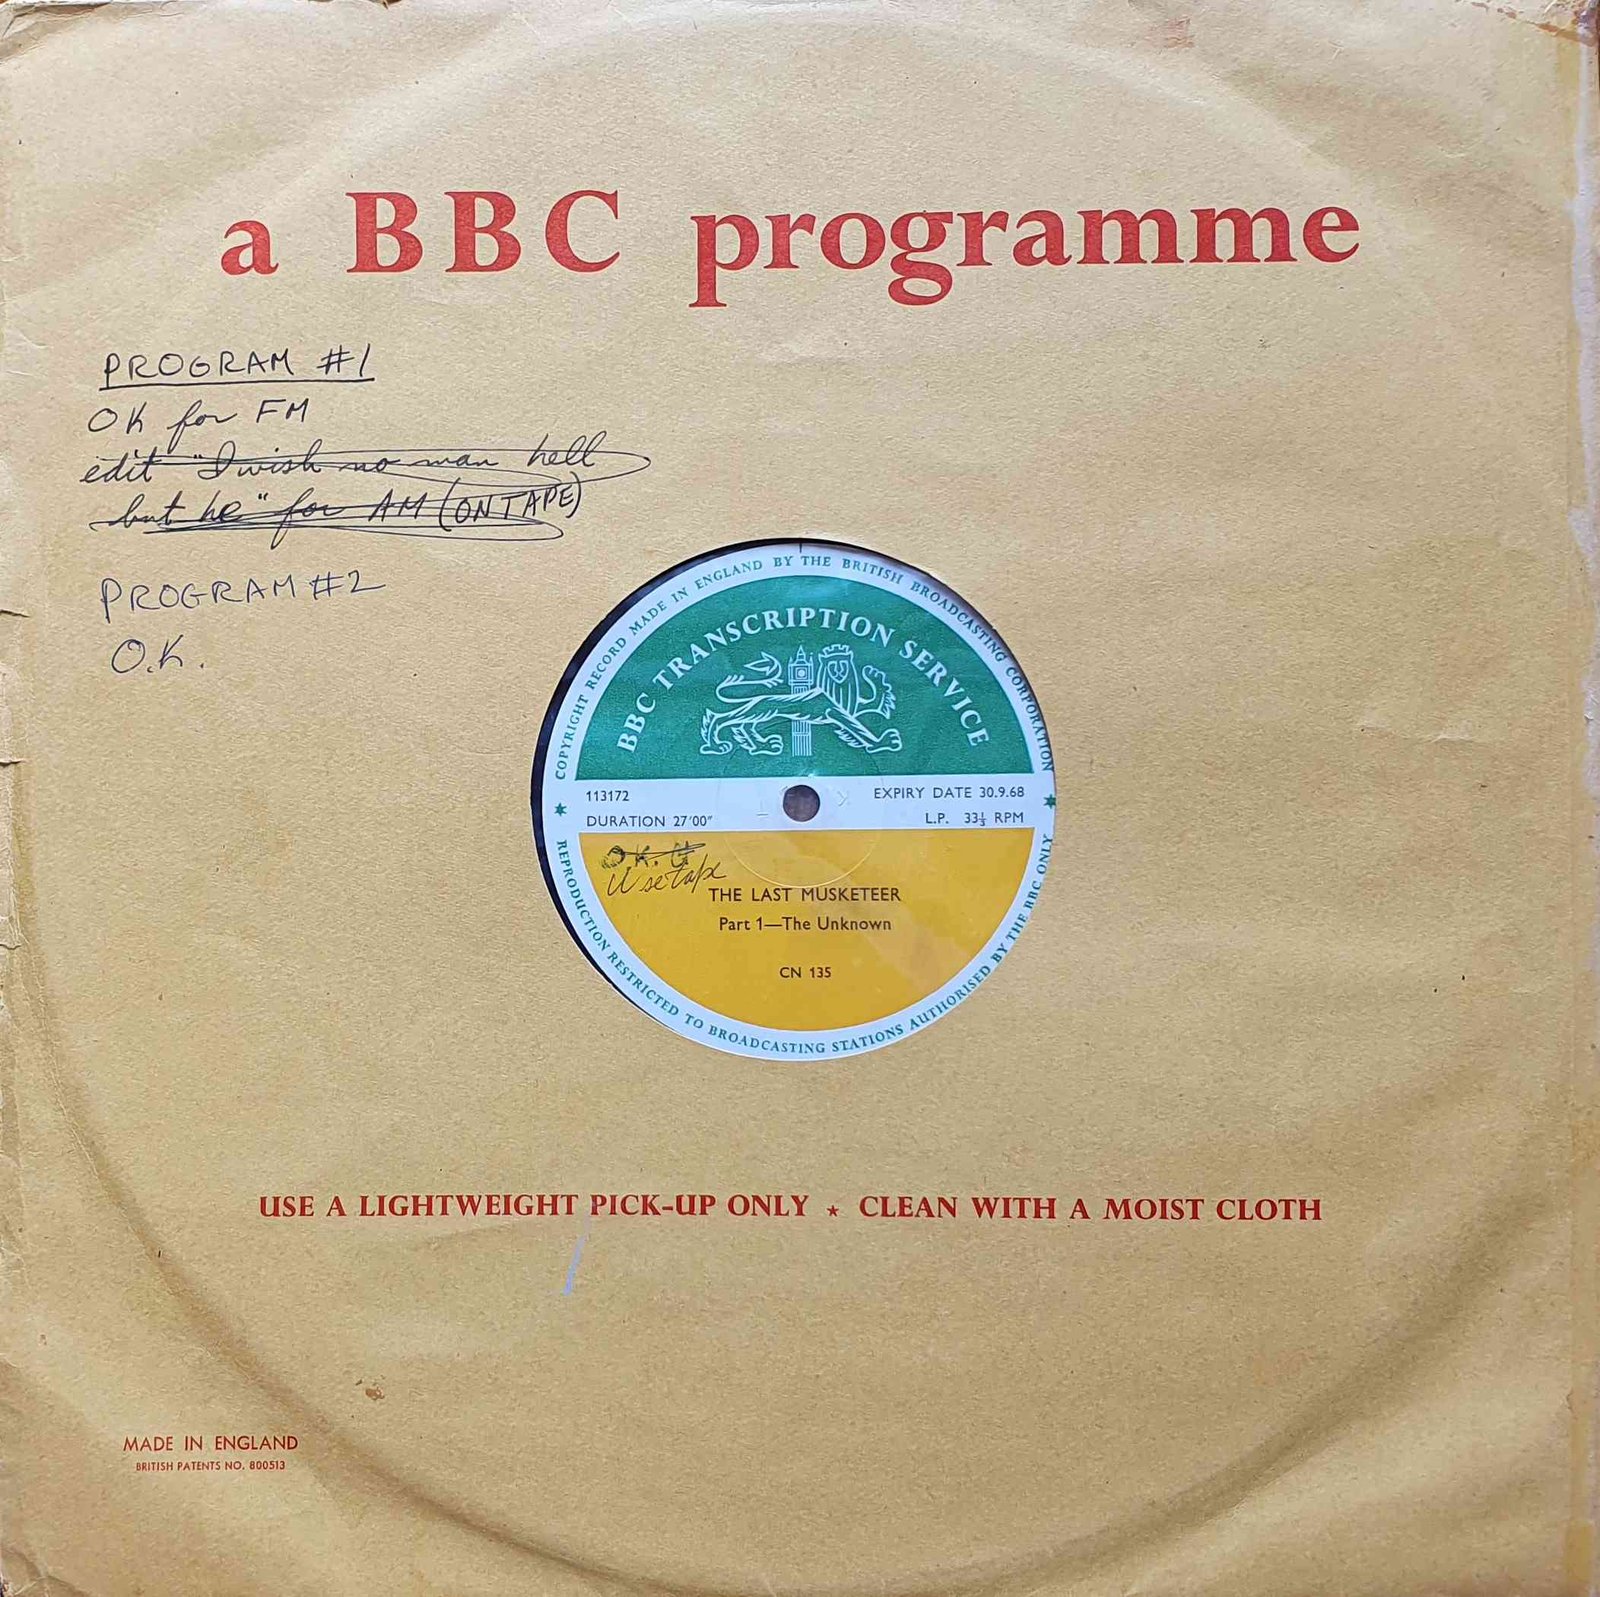 a BBC programme
PROGRAM #1
OK for FM
edit "I wish no man hell
but he" for AM (ON TAPE)
PROGRAM #2
O.K.
COPYRIGHT RECORD MADE IN ENGLAND BY THE BRITISH BROADCASTING CORPORATION
BBC TRANSCRIPTION SERVICE
113172
EXPIRY DATE 30.9.68
DURATION 27'00"
L.P. 33⅓ RPM
O.K.
Use tape
THE LAST MUSKETEER
Part 1—The Unknown
CN 135
REPRODUCTION RESTRICTED TO BROADCASTING STATIONS AUTHORISED BY THE BBC ONLY
USE A LIGHTWEIGHT PICK-UP ONLY ★ CLEAN WITH A MOIST CLOTH
MADE IN ENGLAND
BRITISH PATENTS NO. 800513